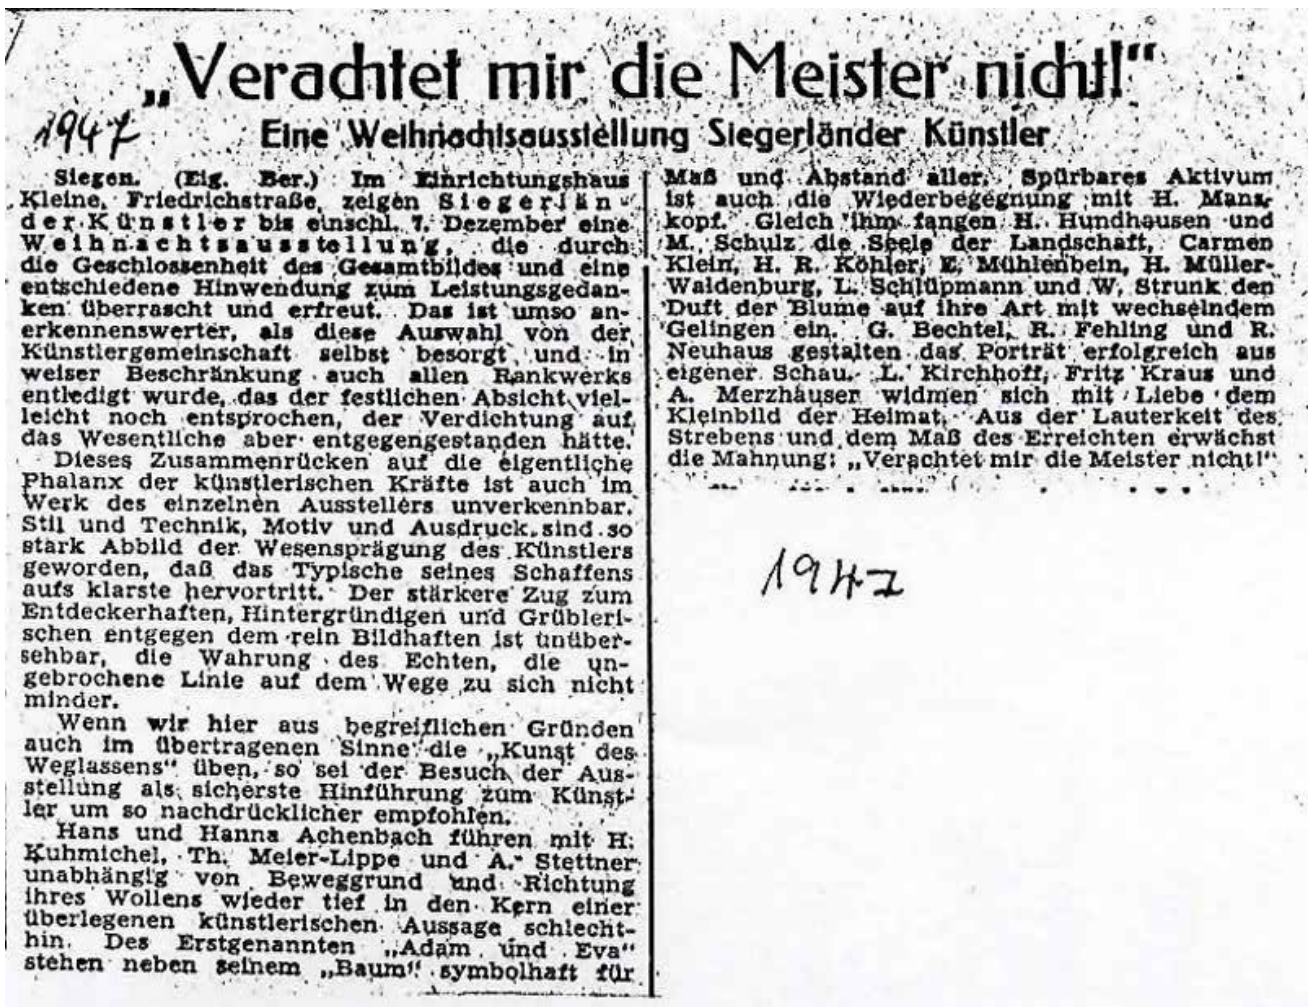 „Verachtet mir die Meister nicht!“
1947
Eine Weihnachtsausstellung Siegerländer Künstler
Siegen. (Eig. Ber.) Im Einrichtungshaus
Kleine, Friedrichstraße, zeigen Siegerlän-
der Künstler bis einschl. 7. Dezember eine
Weihnachtsausstellung, die durch
die Geschlossenheit des Gesamtbildes und eine
entschiedene Hinwendung zum Leistungsgedan-
ken überrascht und erfreut. Das ist umso an-
erkennenswerter, als diese Auswahl von der
Künstlergemeinschaft selbst besorgt und in
weiser Beschränkung auch allen Rankwerks
entledigt wurde, das der festlichen Absicht viel-
leicht noch entsprochen, der Verdichtung auf
das Wesentliche aber entgegengestanden hätte.
Dieses Zusammenrücken auf die eigentliche
Phalanx der künstlerischen Kräfte ist auch im
Werk des einzelnen Ausstellers unverkennbar.
Stil und Technik, Motiv und Ausdruck sind so
stark Abbild der Wesensprägung des Künstlers
geworden, daß das Typische seines Schaffens
aufs klarste hervortritt. Der stärkere Zug zum
Entdeckerhaften, Hintergründigen und Grübleri-
schen entgegen dem rein Bildhaften ist unüber-
sehbar, die Wahrung des Echten, die un-
gebrochene Linie auf dem Wege zu sich nicht
minder.
Wenn wir hier aus begreiflichen Gründen
auch im übertragenen Sinne die „Kunst des
Weglassens“ üben, so sei der Besuch der Aus-
stellung als sicherste Hinführung zum Künst-
ler um so nachdrücklicher empfohlen.
Hans und Hanna Achenbach führen mit H.
Kuhmichel, Th. Meier-Lippe und A. Stettner
unabhängig von Beweggrund und Richtung
ihres Wollens wieder tief in den Kern einer
überlegenen künstlerischen Aussage schlecht-
hin. Des Erstgenannten „Adam und Eva“
stehen neben seinem „Baum“ symbolhaft für
Maß und Abstand aller. Spürbares Aktivum
ist auch die Wiederbegegnung mit H. Mans-
kopf. Gleich ihm fangen H. Hundhausen und
M. Schulz die Seele der Landschaft, Carmen
Klein, H. R. Köhler, E. Mühlenbein, H. Müller-
Waldenburg, L. Schlüpmann und W. Strunk den
Duft der Blume auf ihre Art mit wechselndem
Gelingen ein. G. Bechtel, R. Fehling und R.
Neuhaus gestalten das Porträt erfolgreich aus
eigener Schau. L. Kirchhoff, Fritz Kraus und
A. Merzhäuser widmen sich mit Liebe dem
Kleinbild der Heimat. Aus der Lauterkeit des
Strebens und dem Maß des Erreichten erwächst
die Mahnung: „Verachtet mir die Meister nicht!“
1947